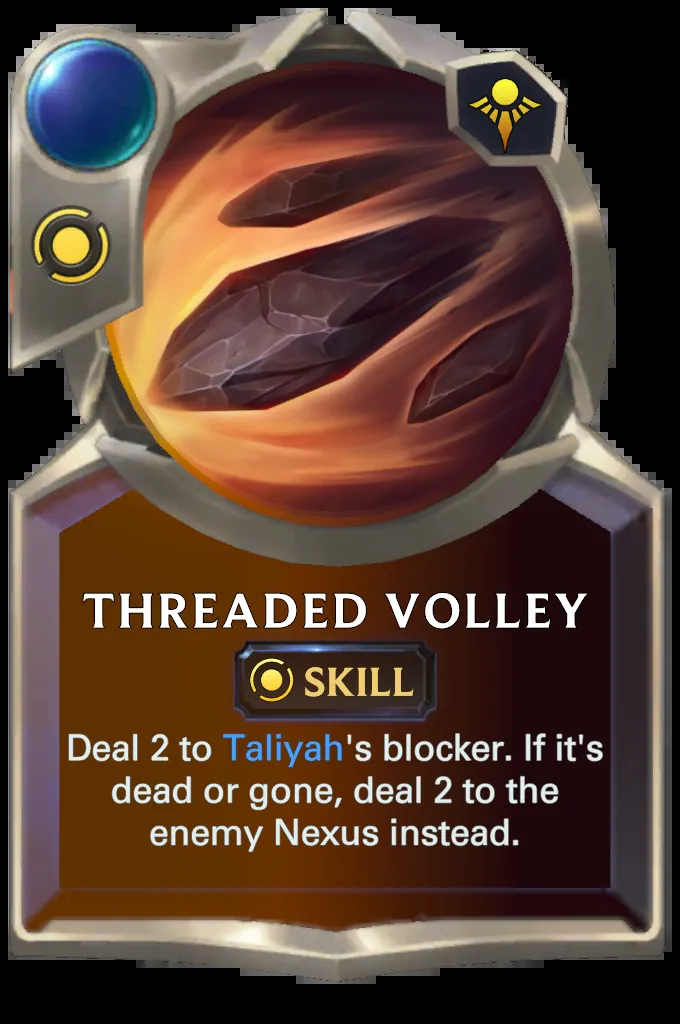 THREADED VOLLEY
SKILL
Deal 2 to Taliyah's blocker. If it's
dead or gone, deal 2 to the
enemy Nexus instead.